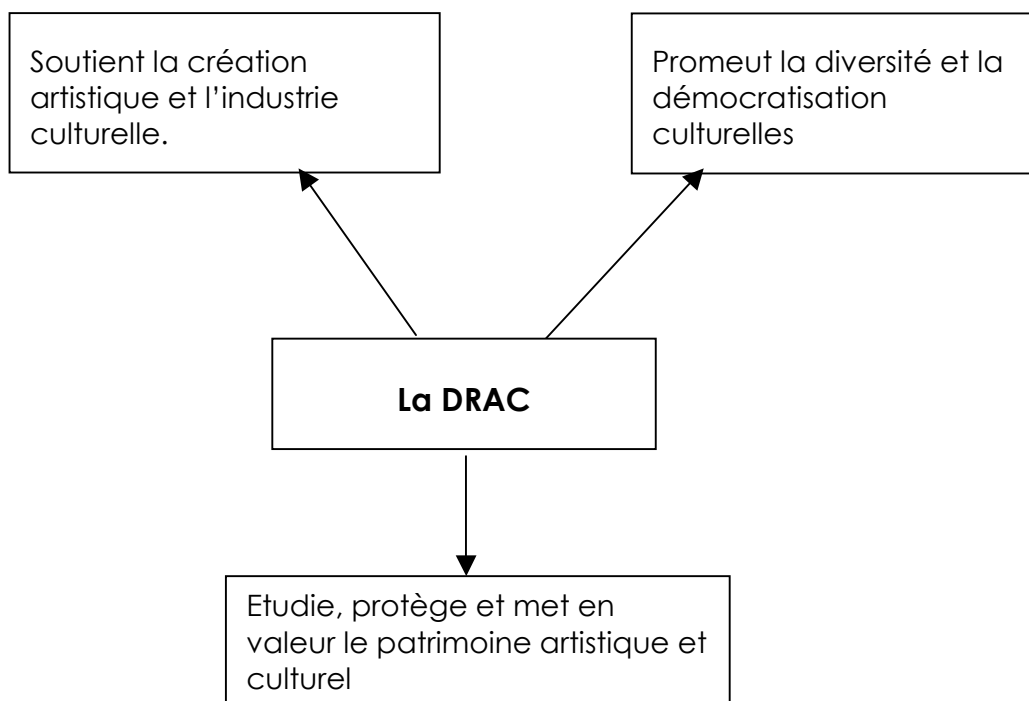 Soutient la création
artistique et l’industrie
culturelle.
Promeut la diversité et la
démocratisation
culturelles
La DRAC
Etudie, protège et met en
valeur le patrimoine artistique et
culturel